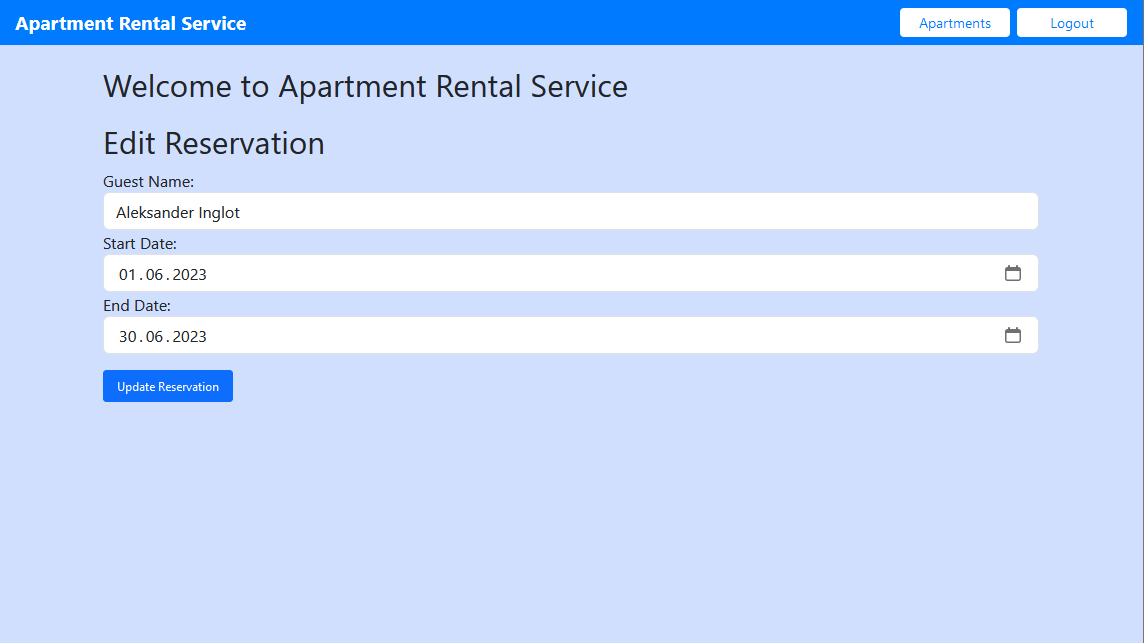 Apartment Rental Service
Apartments
Logout
Welcome to Apartment Rental Service
Edit Reservation
Guest Name:
Aleksander Inglot
Start Date:
01.06.2023
End Date:
30.06.2023
Update Reservation